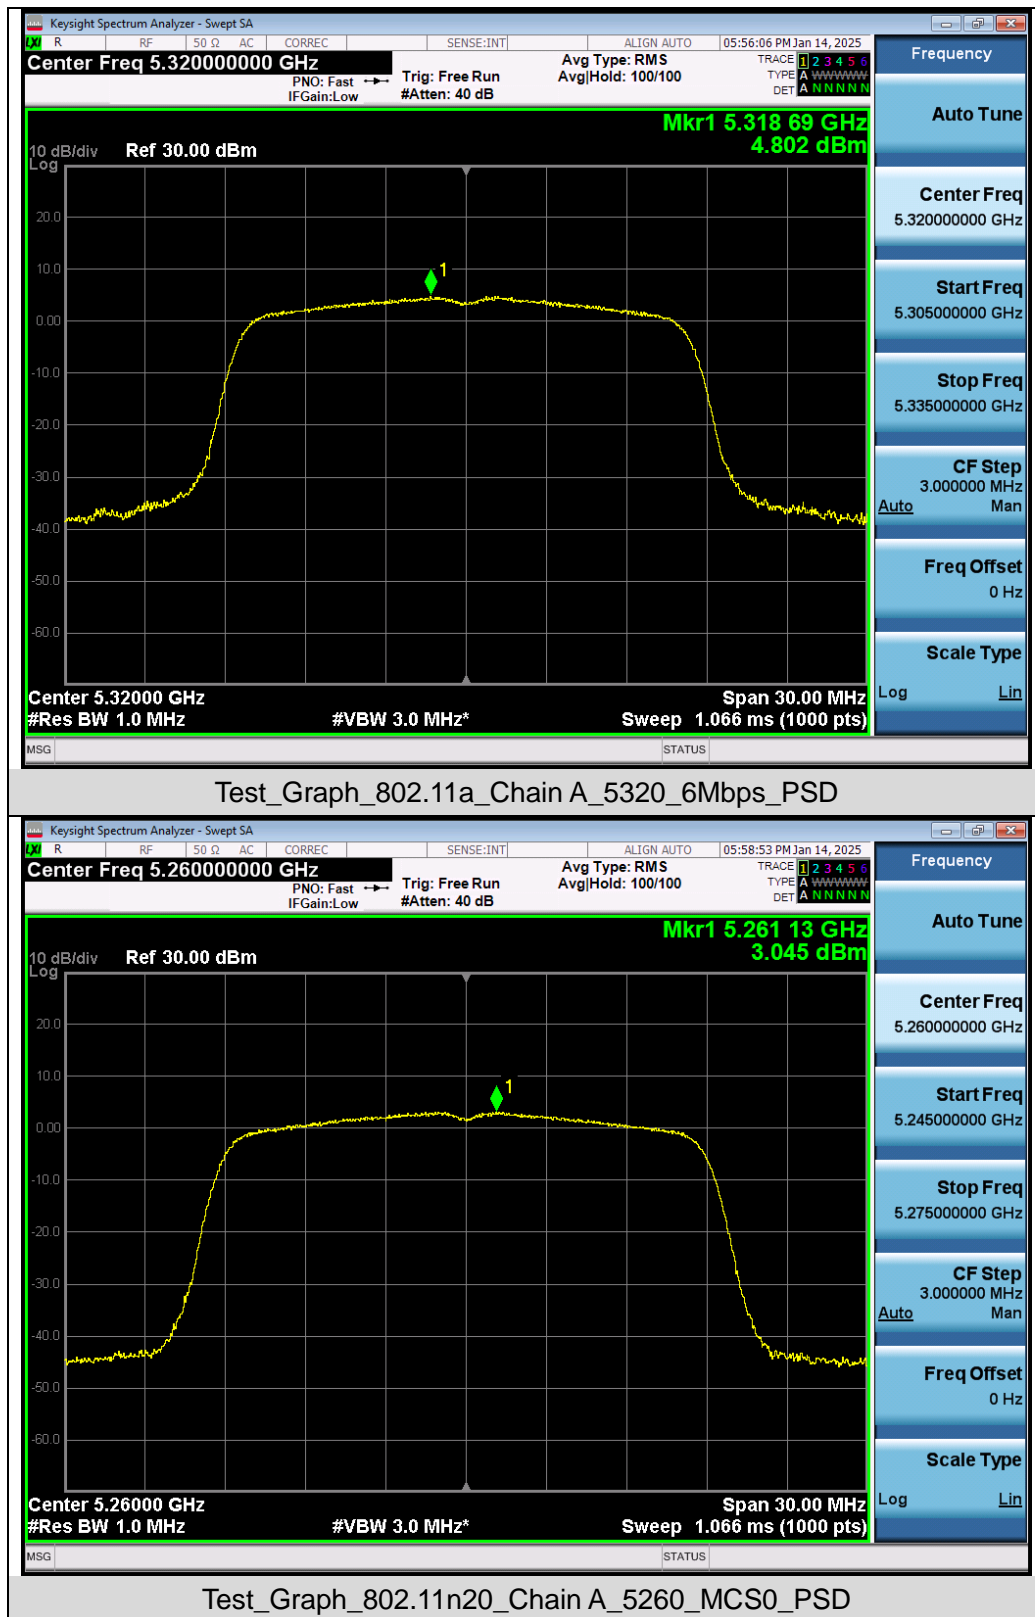 Keysight Spectrum Analyzer - Swept SA
LXI R RF 50 Ω AC CORREC SENSE:INT ALIGN AUTO 05:56:06 PM Jan 14, 2025
Center Freq 5.320000000 GHz
PNO: Fast
IFGain:Low
Trig: Free Run
#Atten: 40 dB
Avg Type: RMS
Avg|Hold: 100/100
TRACE 1 2 3 4 5 6
TYPE A WWWWW
DET A N N N N N
Mkr1 5.318 69 GHz
4.802 dBm
10 dB/div
Log
Ref 30.00 dBm
20.0
10.0
0.00
-10.0
-20.0
-30.0
-40.0
-50.0
-60.0
1
Center 5.32000 GHz
#Res BW 1.0 MHz
#VBW 3.0 MHz*
Span 30.00 MHz
Sweep 1.066 ms (1000 pts)
MSG
STATUS
Frequency
Auto Tune
Center Freq
5.320000000 GHz
Start Freq
5.305000000 GHz
Stop Freq
5.335000000 GHz
CF Step
3.000000 MHz
Auto Man
Freq Offset
0 Hz
Scale Type
Log Lin
Test_Graph_802.11a_Chain A_5320_6Mbps_PSD
Keysight Spectrum Analyzer - Swept SA
LXI R RF 50 Ω AC CORREC SENSE:INT ALIGN AUTO 05:58:53 PM Jan 14, 2025
Center Freq 5.260000000 GHz
PNO: Fast
IFGain:Low
Trig: Free Run
#Atten: 40 dB
Avg Type: RMS
Avg|Hold: 100/100
TRACE 1 2 3 4 5 6
TYPE A WWWWW
DET A N N N N N
Mkr1 5.261 13 GHz
3.045 dBm
10 dB/div
Log
Ref 30.00 dBm
20.0
10.0
0.00
-10.0
-20.0
-30.0
-40.0
-50.0
-60.0
1
Center 5.26000 GHz
#Res BW 1.0 MHz
#VBW 3.0 MHz*
Span 30.00 MHz
Sweep 1.066 ms (1000 pts)
MSG
STATUS
Frequency
Auto Tune
Center Freq
5.260000000 GHz
Start Freq
5.245000000 GHz
Stop Freq
5.275000000 GHz
CF Step
3.000000 MHz
Auto Man
Freq Offset
0 Hz
Scale Type
Log Lin
Test_Graph_802.11n20_Chain A_5260_MCS0_PSD